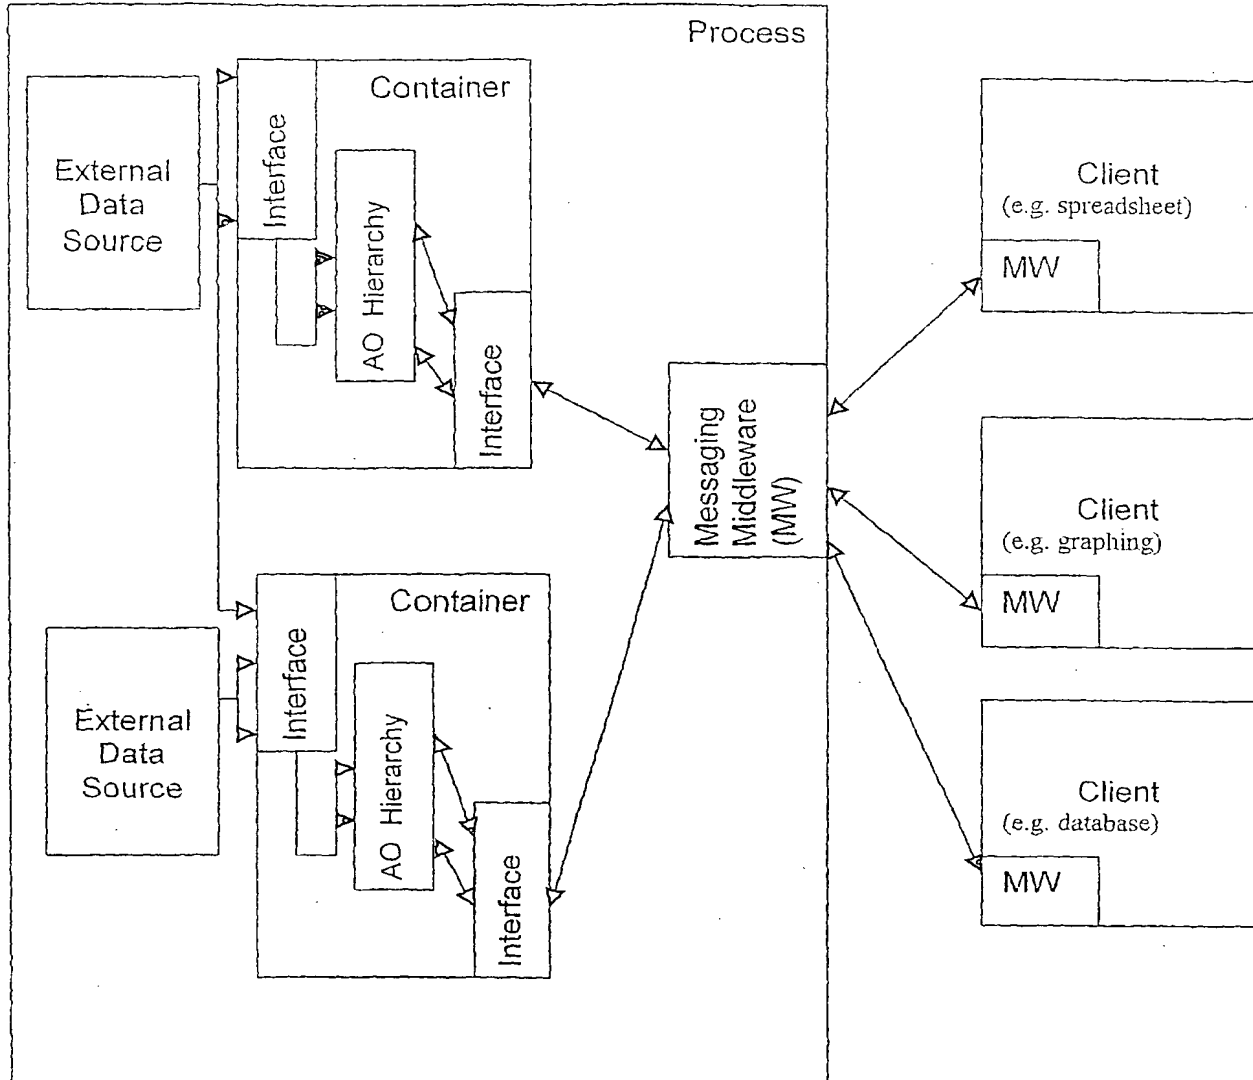 Process
Container
External
Data
Source
Interface
AO Hierarchy
Interface
Client
(e.g. spreadsheet)
MW
Messaging
Middleware
(MW)
Client
(e.g. graphing)
MW
Container
External
Data
Source
Interface
AO Hierarchy
Interface
Client
(e.g. database)
MW